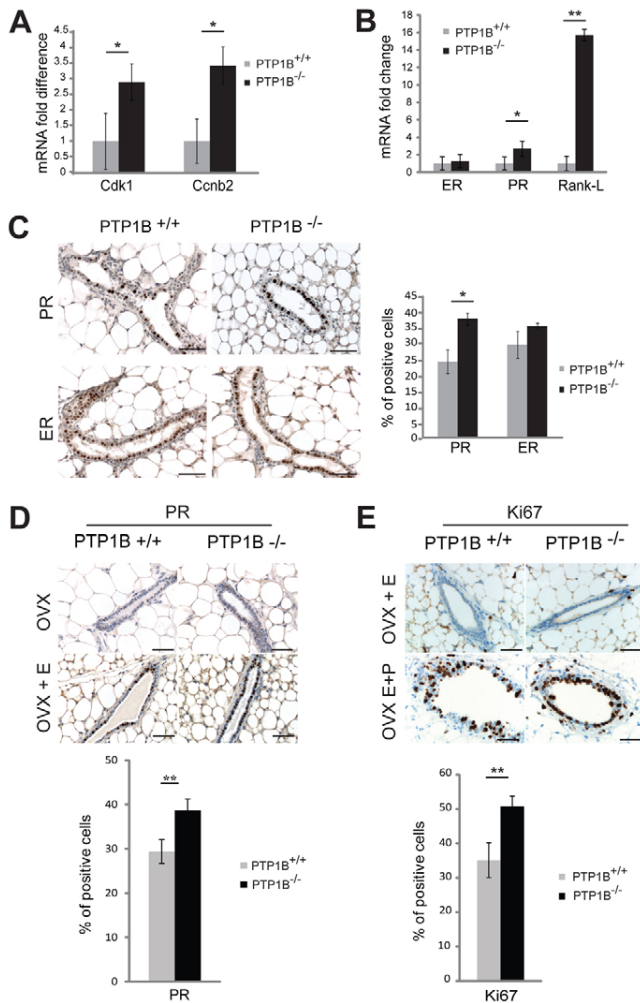 A
mRNA fold difference
4.5
4
3.5
3
2.5
2
1.5
1
0.5
0
*
*
PTP1B+/+
PTP1B-/-
Cdk1
Ccnb2
B
mRNA fold change
16
14
12
10
8
6
4
2
0
PTP1B+/+
PTP1B-/-
*
**
ER
PR
Rank-L
C
PTP1B +/+
PTP1B -/-
PR
ER
% of positive cells
45
40
35
30
25
20
15
10
5
0
*
PTP1B+/+
PTP1B-/-
PR
ER
D
PR
PTP1B +/+
PTP1B -/-
OVX
OVX + E
% of positive cells
50
40
30
20
10
0
**
PTP1B+/+
PTP1B-/-
PR
E
Ki67
PTP1B +/+
PTP1B -/-
OVX + E
OVX E+P
% of positive cells
60
50
40
30
20
10
0
**
PTP1B+/+
PTP1B-/-
Ki67